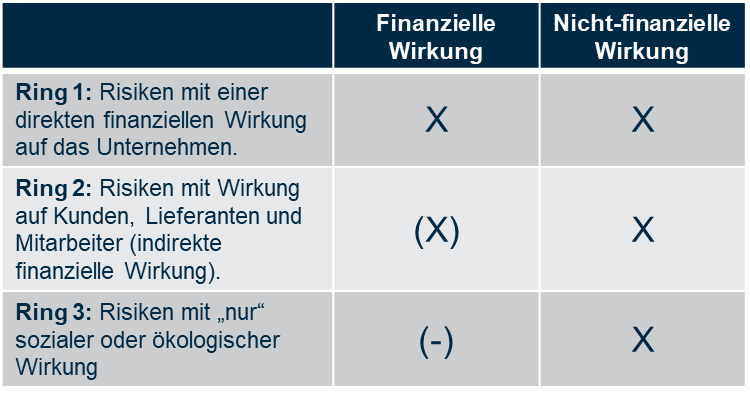 Finanzielle
Wirkung
Nicht-finanzielle
Wirkung
Ring 1: Risiken mit einer
direkten finanziellen Wirkung
auf das Unternehmen.
X
X
Ring 2: Risiken mit Wirkung
auf Kunden, Lieferanten und
Mitarbeiter (indirekte
finanzielle Wirkung).
(X)
X
Ring 3: Risiken mit „nur“
sozialer oder ökologischer
Wirkung
(-)
X